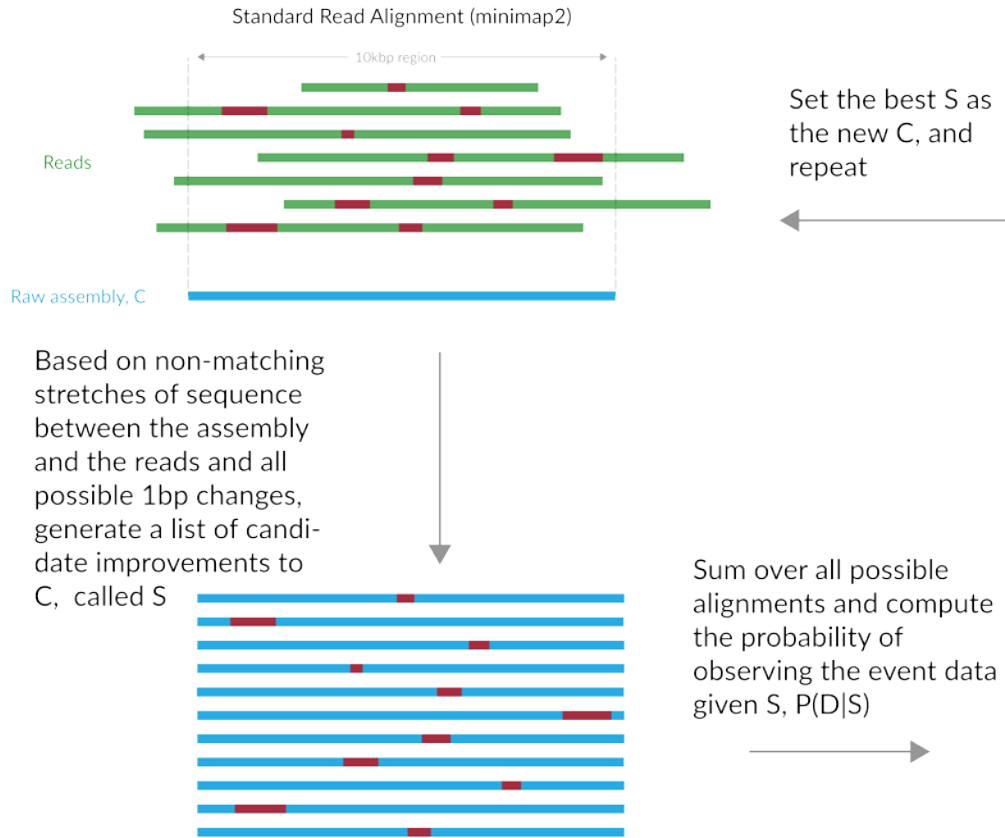 Standard Read Alignment (minimap2)
10kbp region
Reads
Raw assembly, C
Set the best S as
the new C, and
repeat
Based on non-matching
stretches of sequence
between the assembly
and the reads and all
possible 1bp changes,
generate a list of candi-
date improvements to
C,  called S
Sum over all possible
alignments and compute
the probability of
observing the event data
given S, P(D|S)